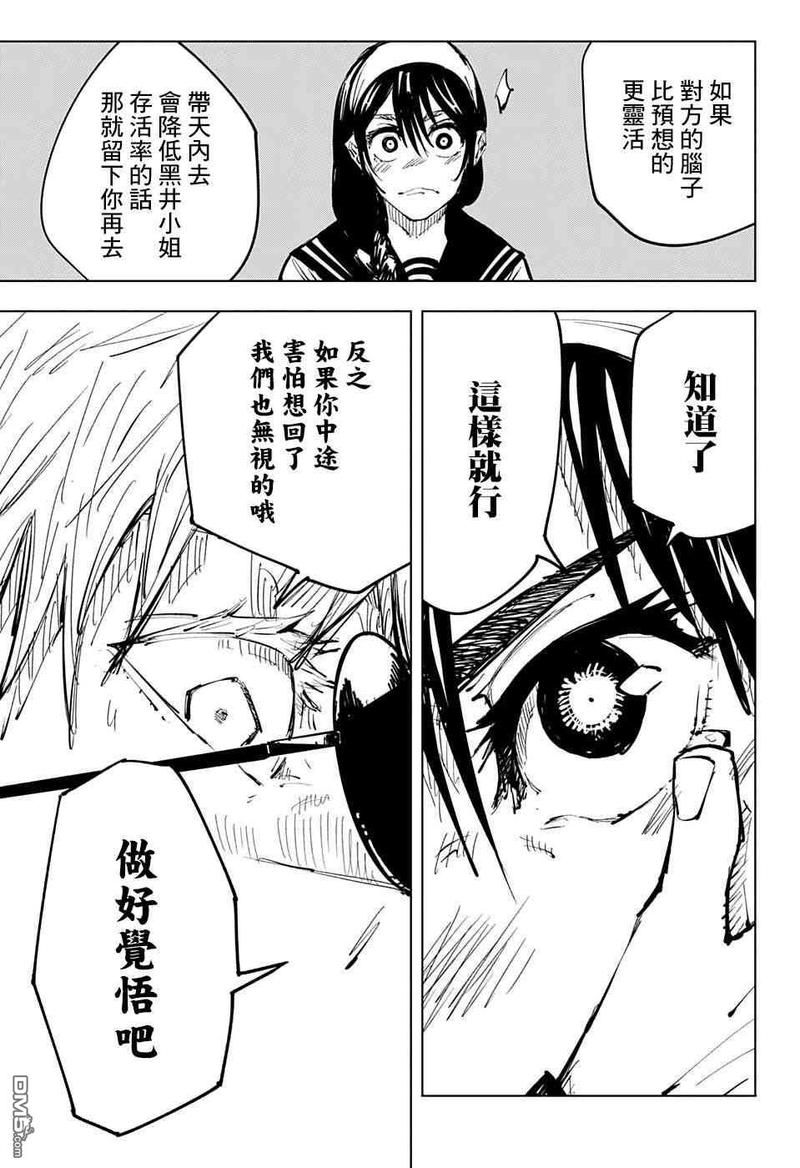 如果
對方的腦子
比預想的
更靈活
帶天內去
會降低黑井小姐
存活率的話
那就留下你再去
知道了
這樣就行
反之
如果你中途
害怕想回了
我們也無視的哦
做好覺悟吧
DM5.com